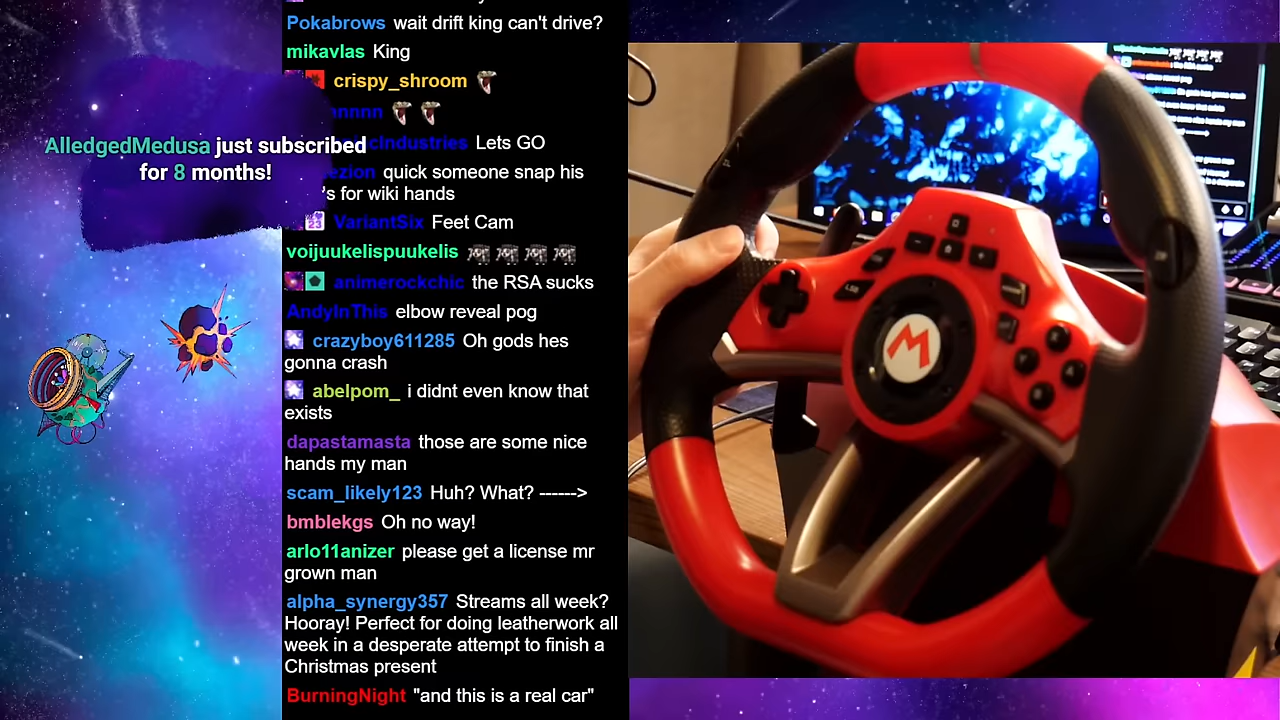 Pokabrows wait drift king can't drive?
mikavlas King
crispy_shroom
AlledgedMedusa just subscribed
for 8 months!
Lets GO
quick someone snap his
's for wiki hands
23 VariantSix Feet Cam
voijuukelispuukelis
animerockchic the RSA sucks
AndyInThis elbow reveal pog
crazyboy611285 Oh gods hes
gonna crash
abelpom_ i didnt even know that
exists
dapastamasta those are some nice
hands my man
scam_likely123 Huh? What? ------>
bmblekgs Oh no way!
arlo11anizer please get a license mr
grown man
alpha_synergy357 Streams all week?
Hooray! Perfect for doing leatherwork all
week in a desperate attempt to finish a
Christmas present
BurningNight "and this is a real car"
M